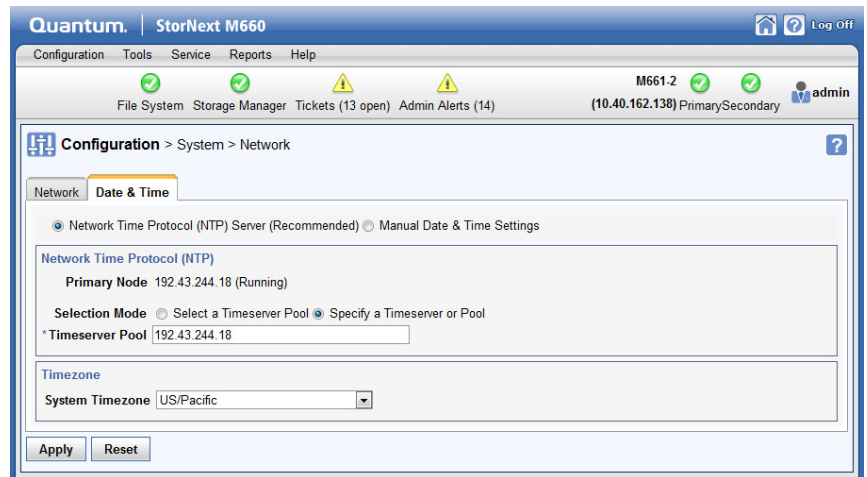 Quantum. StorNext M660 Log Off
Configuration Tools Service Reports Help
File System Storage Manager Tickets (13 open) Admin Alerts (14) M661-2 (10.40.162.138) Primary Secondary admin
Configuration > System > Network ?
Network Date & Time
Network Time Protocol (NTP) Server (Recommended) Manual Date & Time Settings
Network Time Protocol (NTP)
Primary Node 192.43.244.18 (Running)
Selection Mode Select a Timeserver Pool Specify a Timeserver or Pool
*Timeserver Pool 192.43.244.18
Timezone
System Timezone US/Pacific
Apply Reset